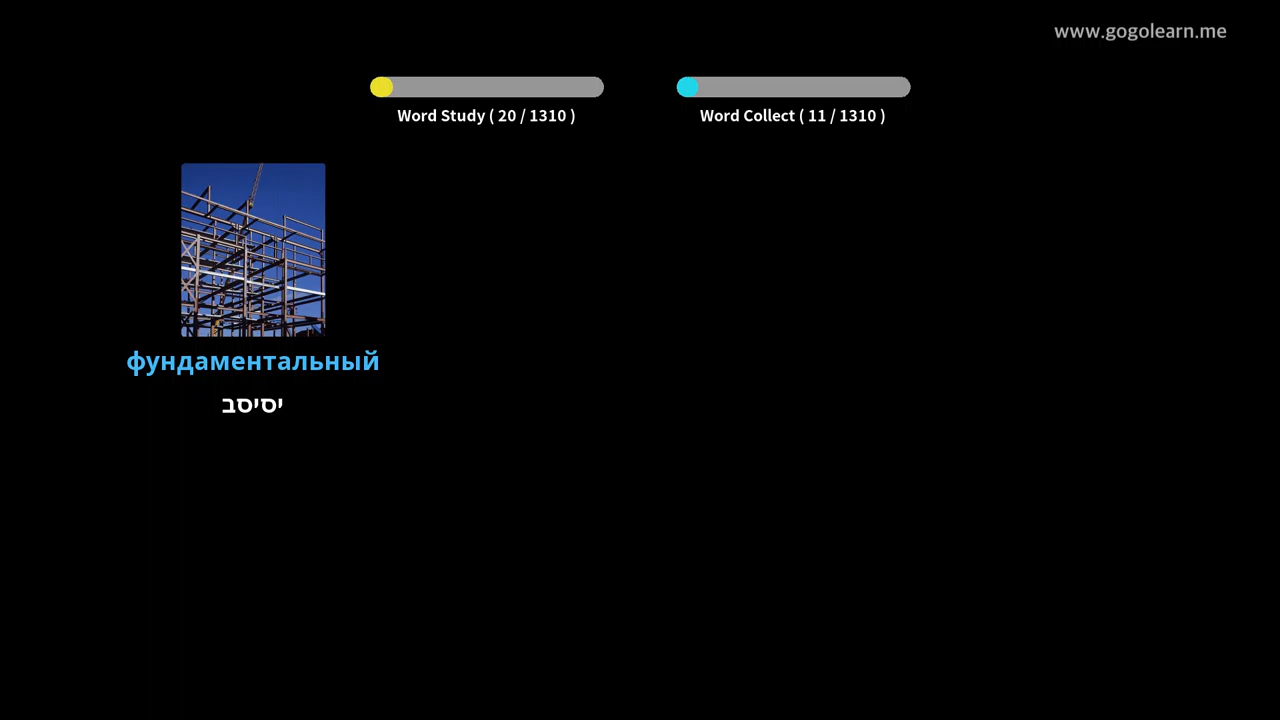 www.gogolearn.me
Word Study ( 20 / 1310 )
Word Collect ( 11 / 1310 )
фундаментальный
יסיסב